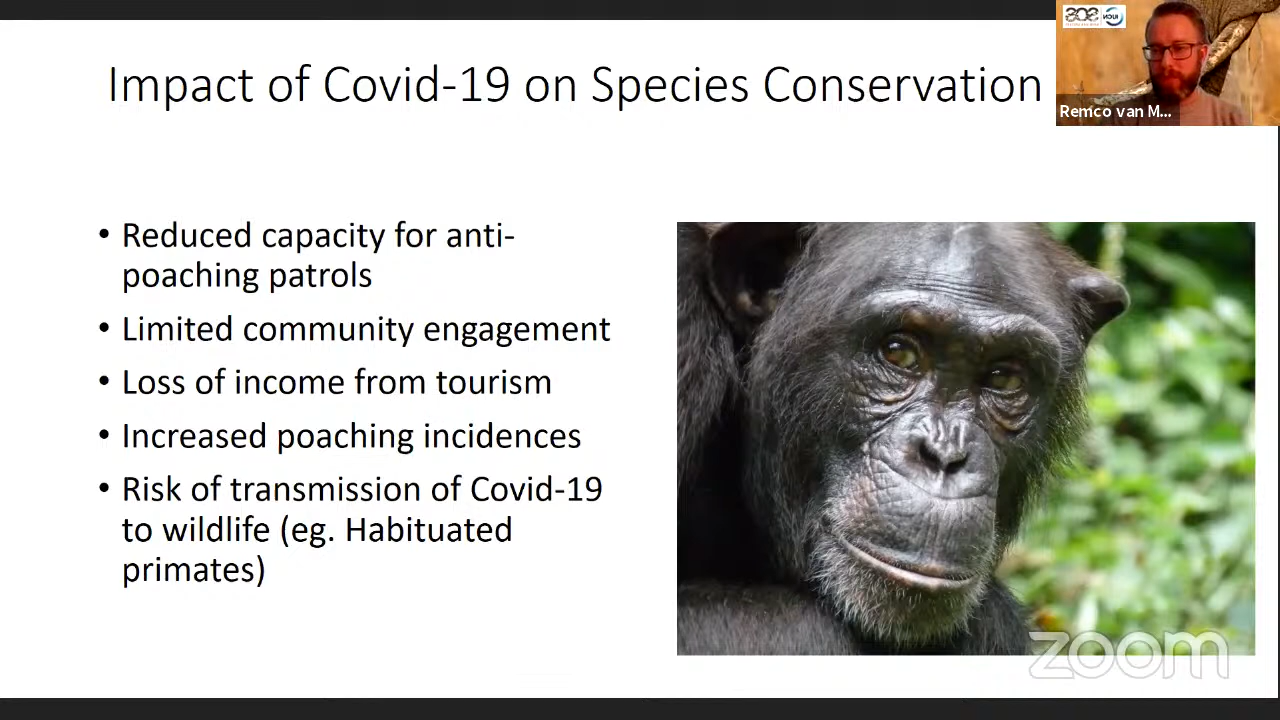 Impact of Covid-19 on Species Conservation
SOS
IUCN
Remco van M...
• Reduced capacity for anti-
poaching patrols
• Limited community engagement
• Loss of income from tourism
• Increased poaching incidences
• Risk of transmission of Covid-19
to wildlife (eg. Habituated
primates)
zoom